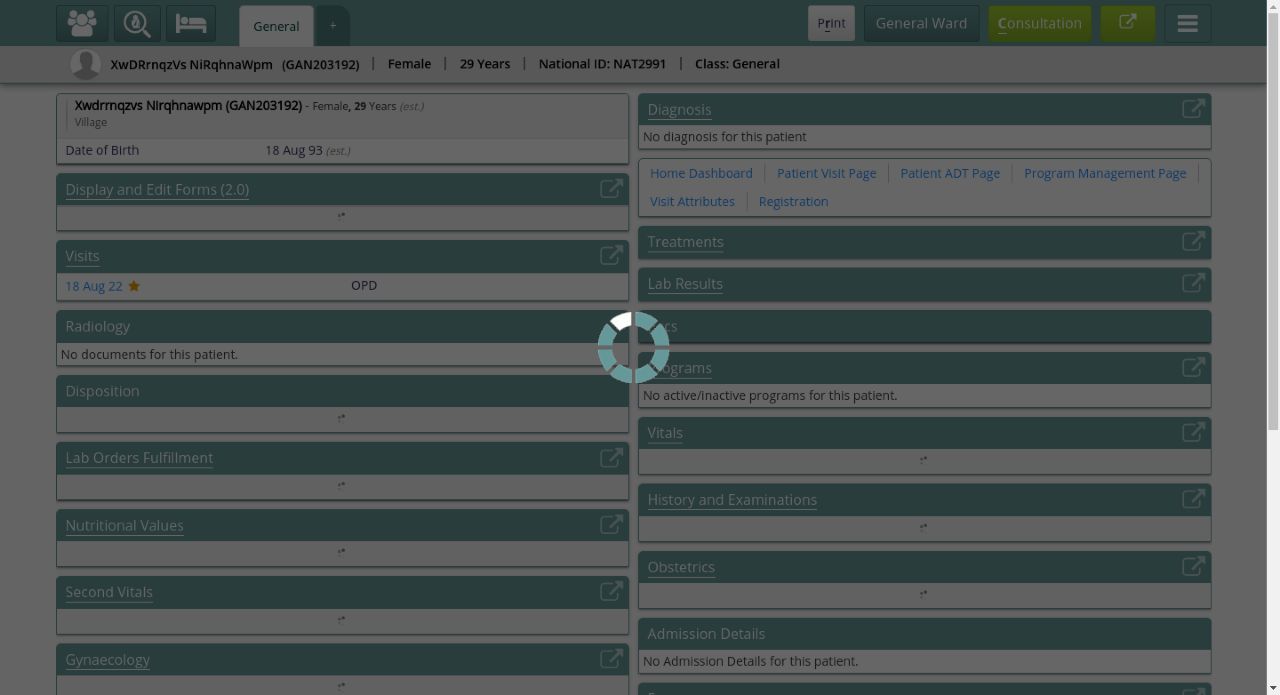 General
+
Print
General Ward
Consultation
XwDRrnqzVs NiRqhnaWpm (GAN203192) | Female | 29 Years | National ID: NAT2991 | Class: General
Xwdrrnqzvs Nirqhnawpm (GAN203192) - Female, 29 Years (est.)
Village
Date of Birth 18 Aug 93 (est.)
Display and Edit Forms (2.0)
Visits
18 Aug 22 OPD
Radiology
No documents for this patient.
Disposition
Lab Orders Fulfillment
Nutritional Values
Second Vitals
Gynaecology
Diagnosis
No diagnosis for this patient
Home Dashboard | Patient Visit Page | Patient ADT Page | Program Management Page |
Visit Attributes | Registration
Treatments
Lab Results
No active/inactive programs for this patient.
Vitals
History and Examinations
Obstetrics
Admission Details
No Admission Details for this patient.